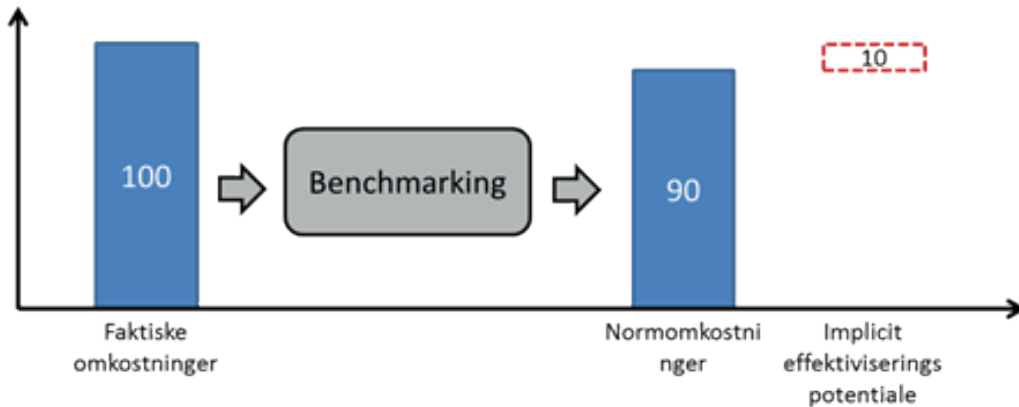 10
100
Benchmarking
90
Faktiske
omkostninger
Normomkostni
nger
Implicit
effektiviserings
potentiale